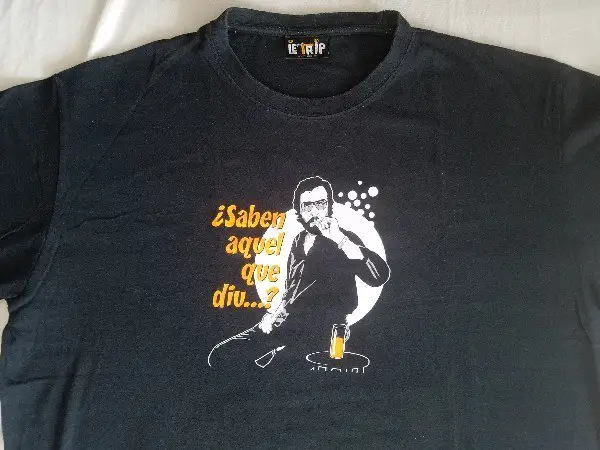 ¿Saben
aquel
que
diu...?